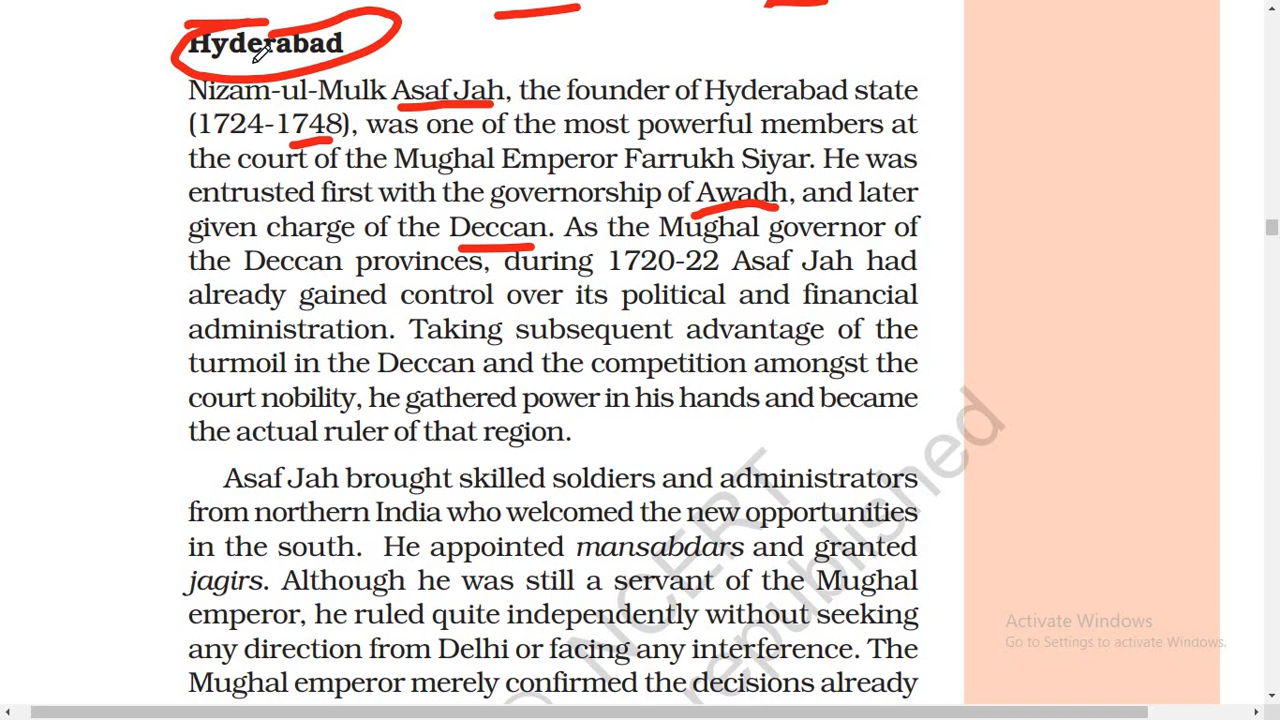 Hyderabad
Nizam-ul-Mulk Asaf Jah, the founder of Hyderabad state
(1724-1748), was one of the most powerful members at
the court of the Mughal Emperor Farrukh Siyar. He was
entrusted first with the governorship of Awadh, and later
given charge of the Deccan. As the Mughal governor of
the Deccan provinces, during 1720-22 Asaf Jah had
already gained control over its political and financial
administration. Taking subsequent advantage of the
turmoil in the Deccan and the competition amongst the
court nobility, he gathered power in his hands and became
the actual ruler of that region.
Asaf Jah brought skilled soldiers and administrators
from northern India who welcomed the new opportunities
in the south. He appointed mansabdars and granted
jagirs. Although he was still a servant of the Mughal
emperor, he ruled quite independently without seeking
any direction from Delhi or facing any interference. The
Mughal emperor merely confirmed the decisions already
© NCERT
republished
Activate Windows
Go to Settings to activate Windows.